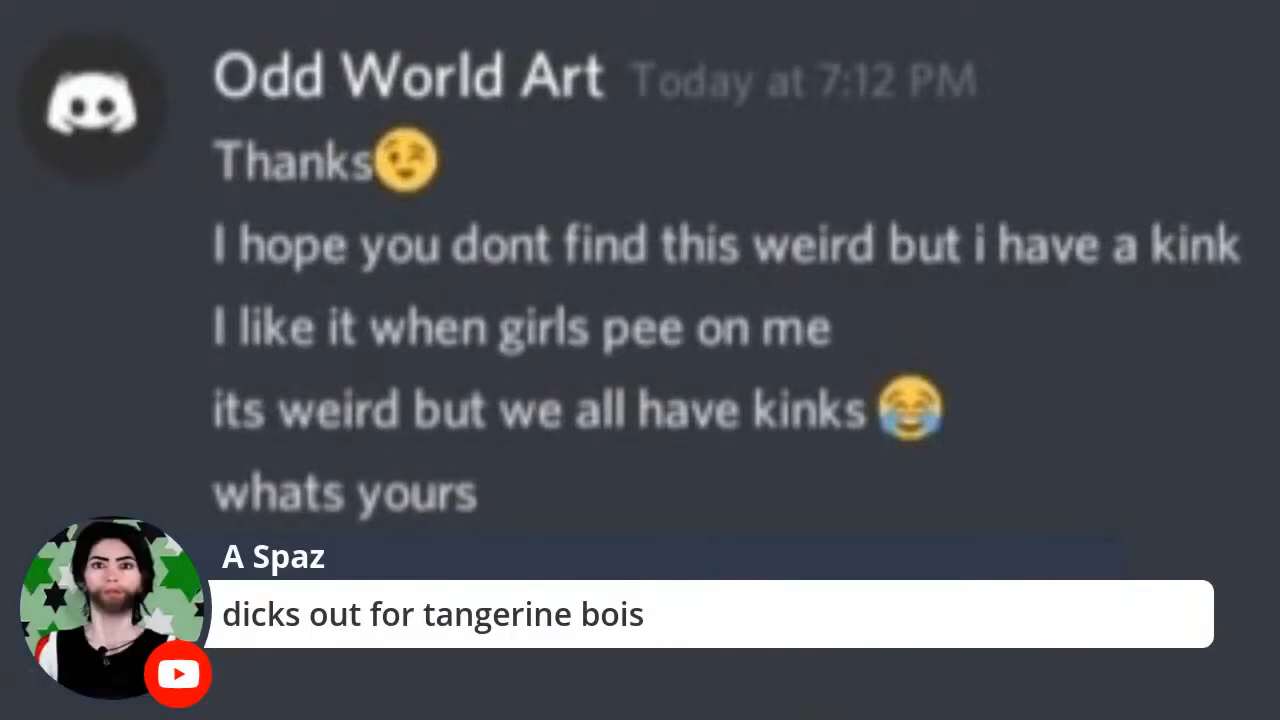 Odd World Art Today at 7:12 PM
Thanks😉
I hope you dont find this weird but i have a kink
I like it when girls pee on me
its weird but we all have kinks 😂
whats yours
A Spaz
dicks out for tangerine bois